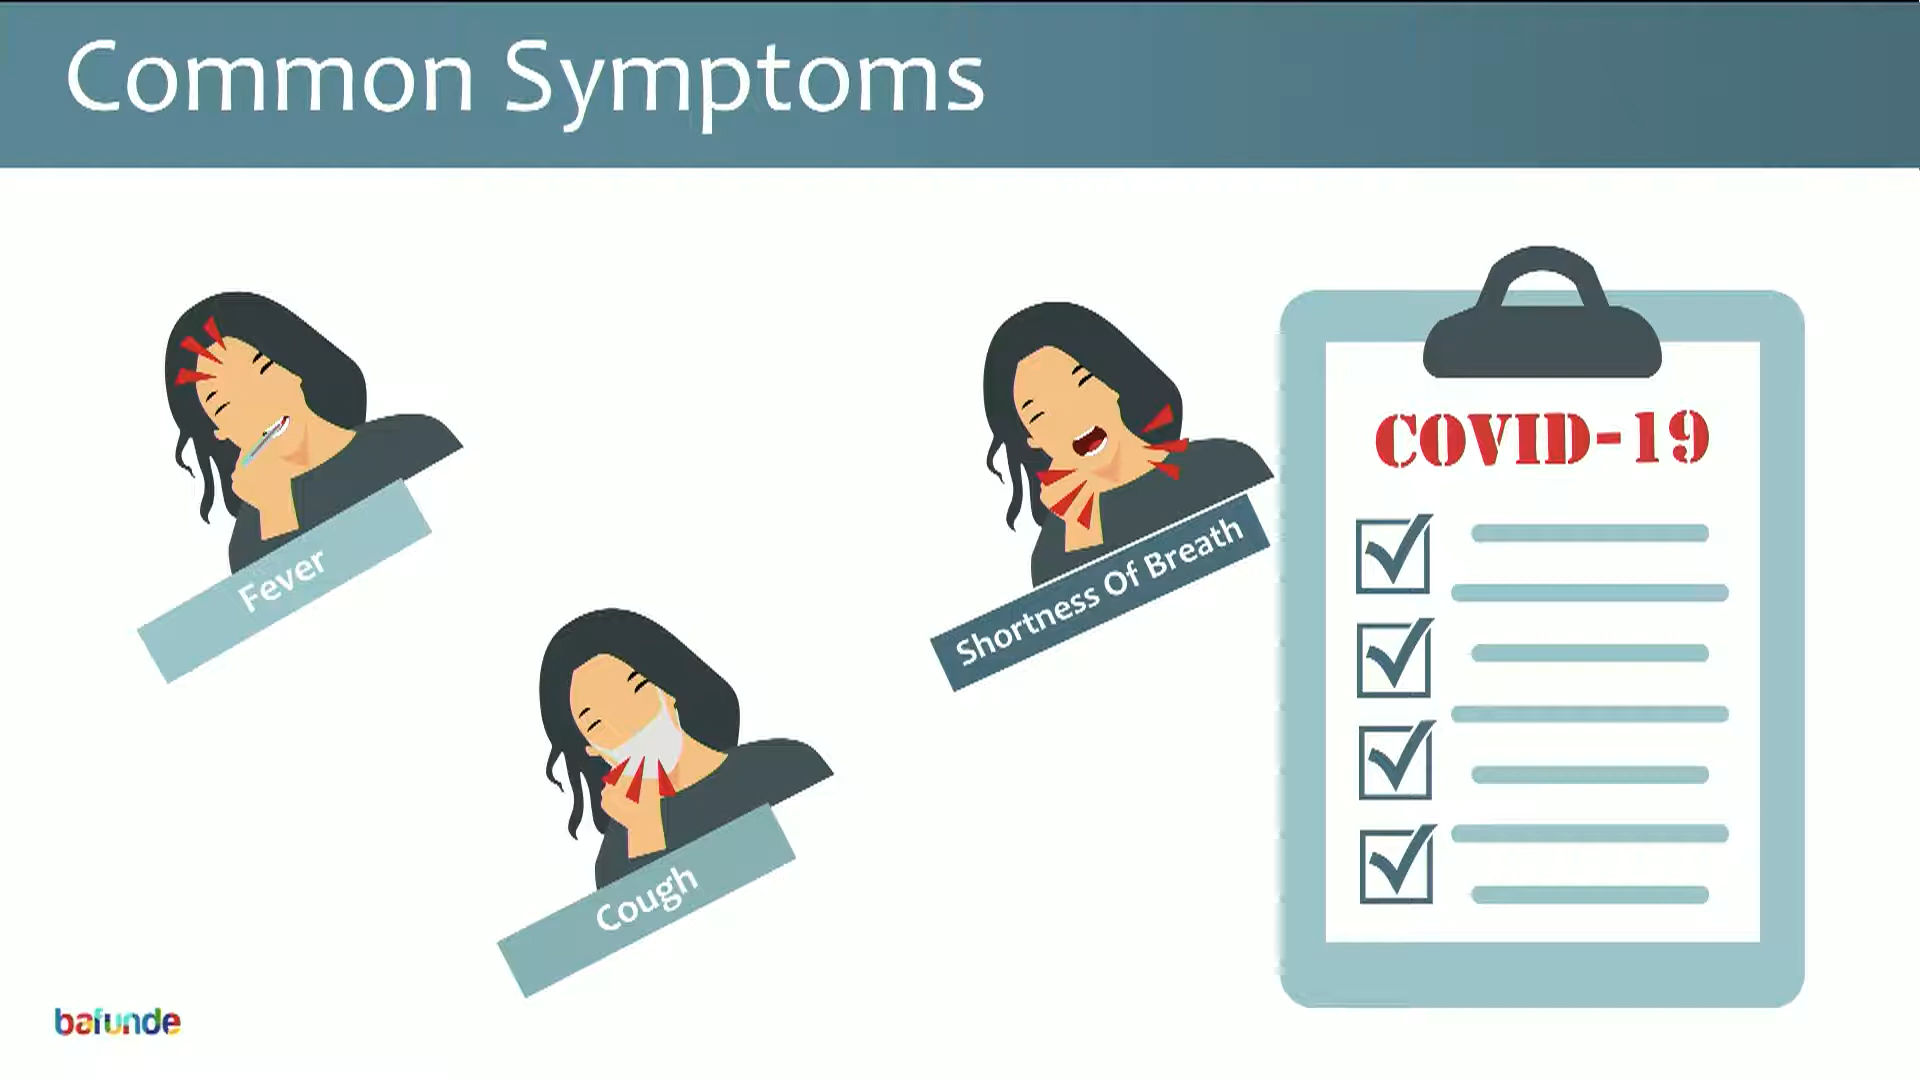 Common Symptoms
Fever
Cough
Shortness Of Breath
COVID-19
bafunde